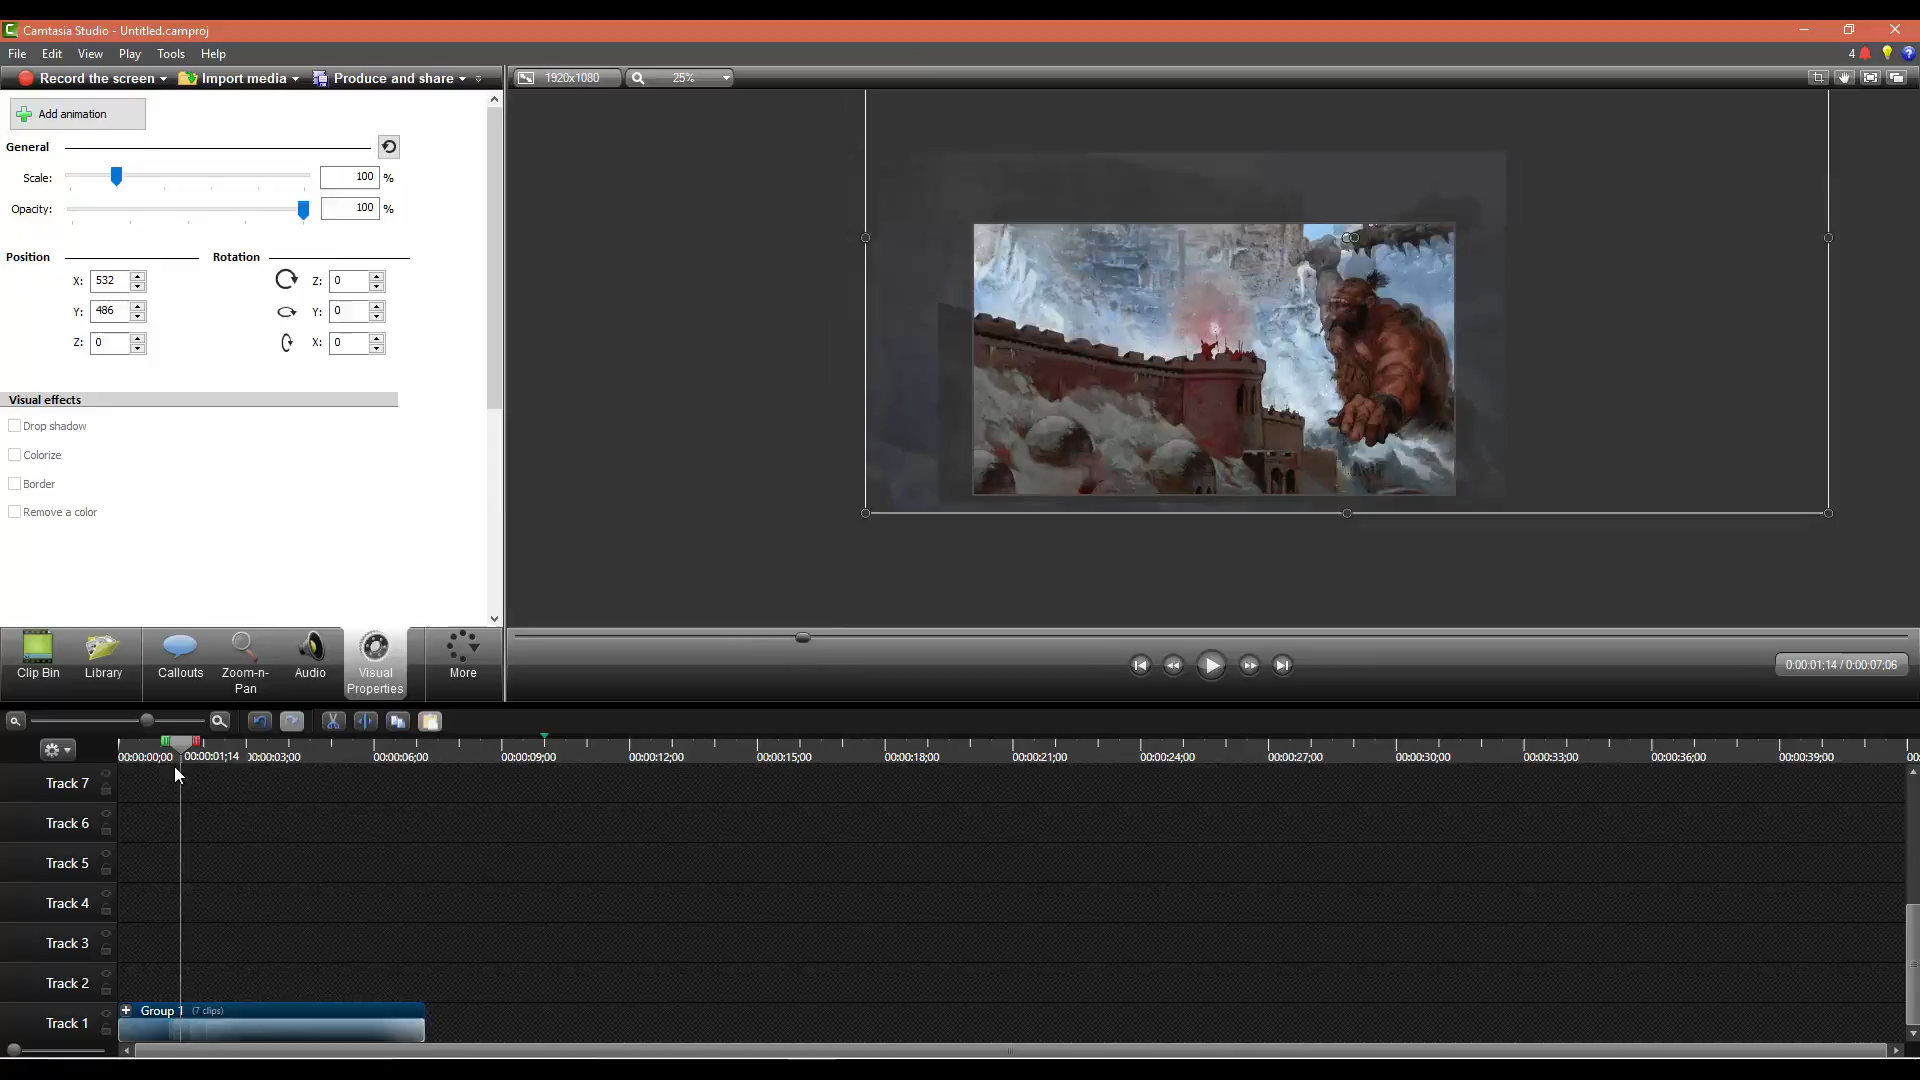 Camtasia Studio - Untitled.camproj
File Edit View Play Tools Help
4
Record the screen Import media Produce and share
1920x1080 25%
Add animation
General
Scale: 100 %
Opacity: 100 %
Position Rotation
X: 532 Z: 0
Y: 486 Y: 0
Z: 0 X: 0
Visual effects
Drop shadow
Colorize
Border
Remove a color
Clip Bin Library Callouts Zoom-n-Pan Audio Visual Properties More
0:00:01;14 / 0:00:07;06
00:00:00;00 00:00:01;14 00:00:03;00 00:00:06;00 00:00:09;00 00:00:12;00 00:00:15;00 00:00:18;00 00:00:21;00 00:00:24;00 00:00:27;00 00:00:30;00 00:00:33;00 00:00:36;00 00:00:39;00 00:
Track 7
Track 6
Track 5
Track 4
Track 3
Track 2
Group 1 (7 clips)
Track 1